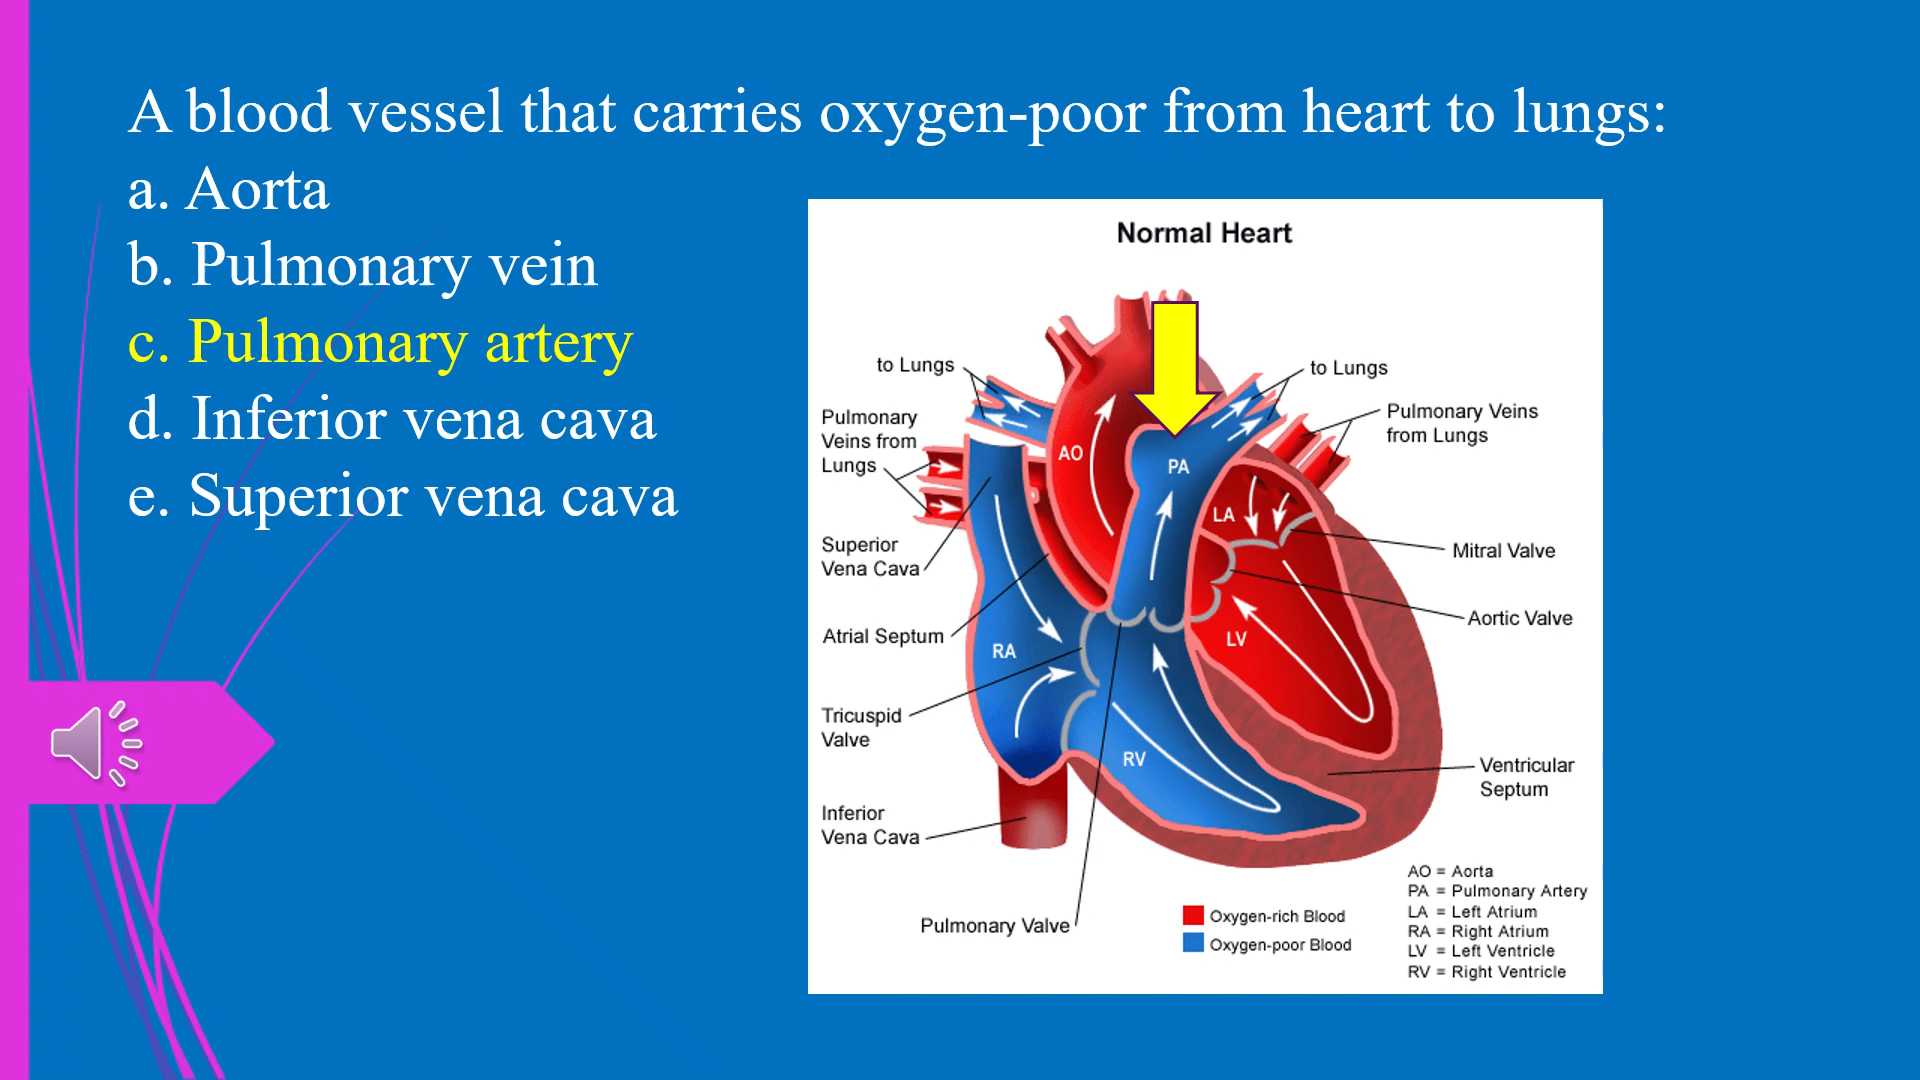 A blood vessel that carries oxygen-poor from heart to lungs:
a. Aorta
b. Pulmonary vein
c. Pulmonary artery
d. Inferior vena cava
e. Superior vena cava
Normal Heart
to Lungs
to Lungs
Pulmonary
Veins from
Lungs
Pulmonary Veins
from Lungs
AO
PA
LA
Superior
Vena Cava
Mitral Valve
Aortic Valve
Atrial Septum
RA
LV
Tricuspid
Valve
RV
Ventricular
Septum
Inferior
Vena Cava
Pulmonary Valve
Oxygen-rich Blood
Oxygen-poor Blood
AO = Aorta
PA = Pulmonary Artery
LA = Left Atrium
RA = Right Atrium
LV = Left Ventricle
RV = Right Ventricle